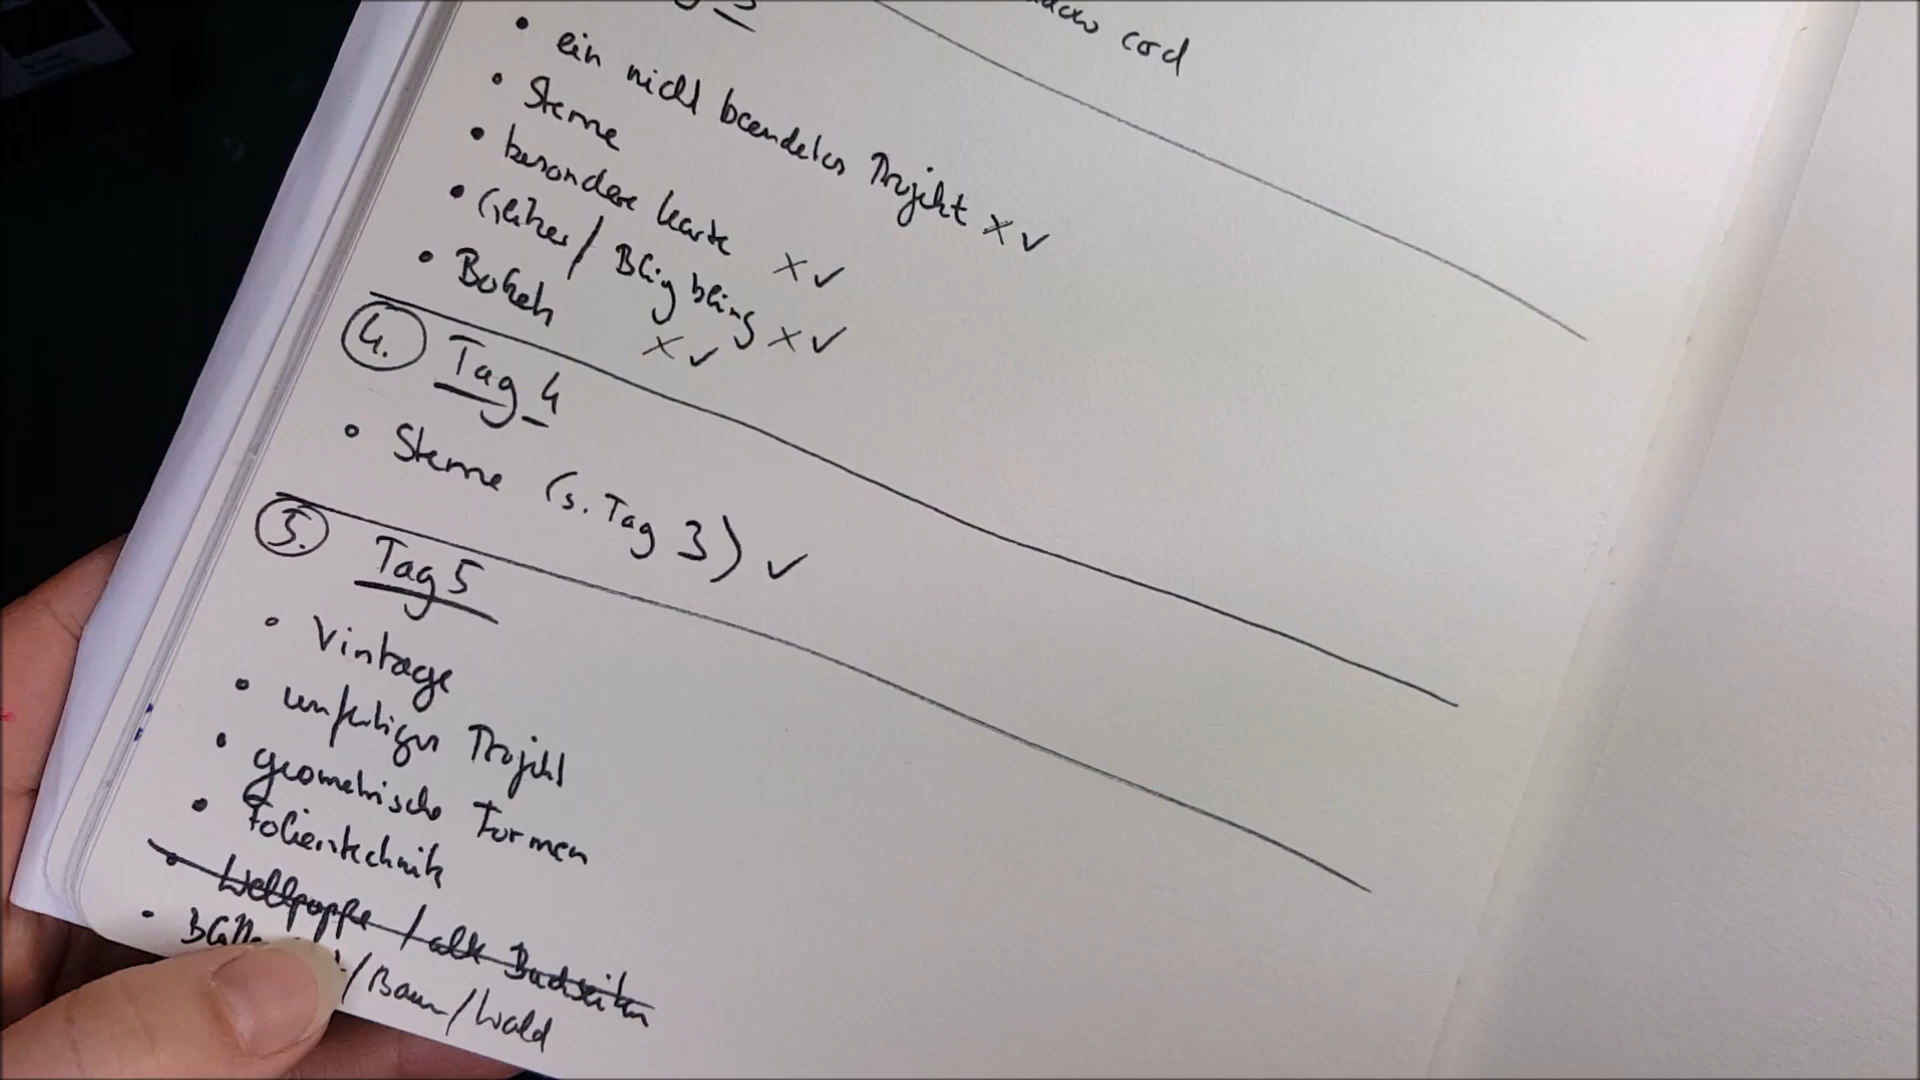 cord
• ein nicht beendetes Projekt x ✓
• Sterne
• besondere Karte x ✓
• Glitzer / Bling bling x ✓
• Bokeh x ✓
4. Tag 4
• Sterne (s. Tag 3) ✓
5. Tag 5
• Vintage
• unfertiges Projekt
• geometrische Formen
• Folientechnik
• Wellpappe / alte Buchseiten
• /Baum/Wald